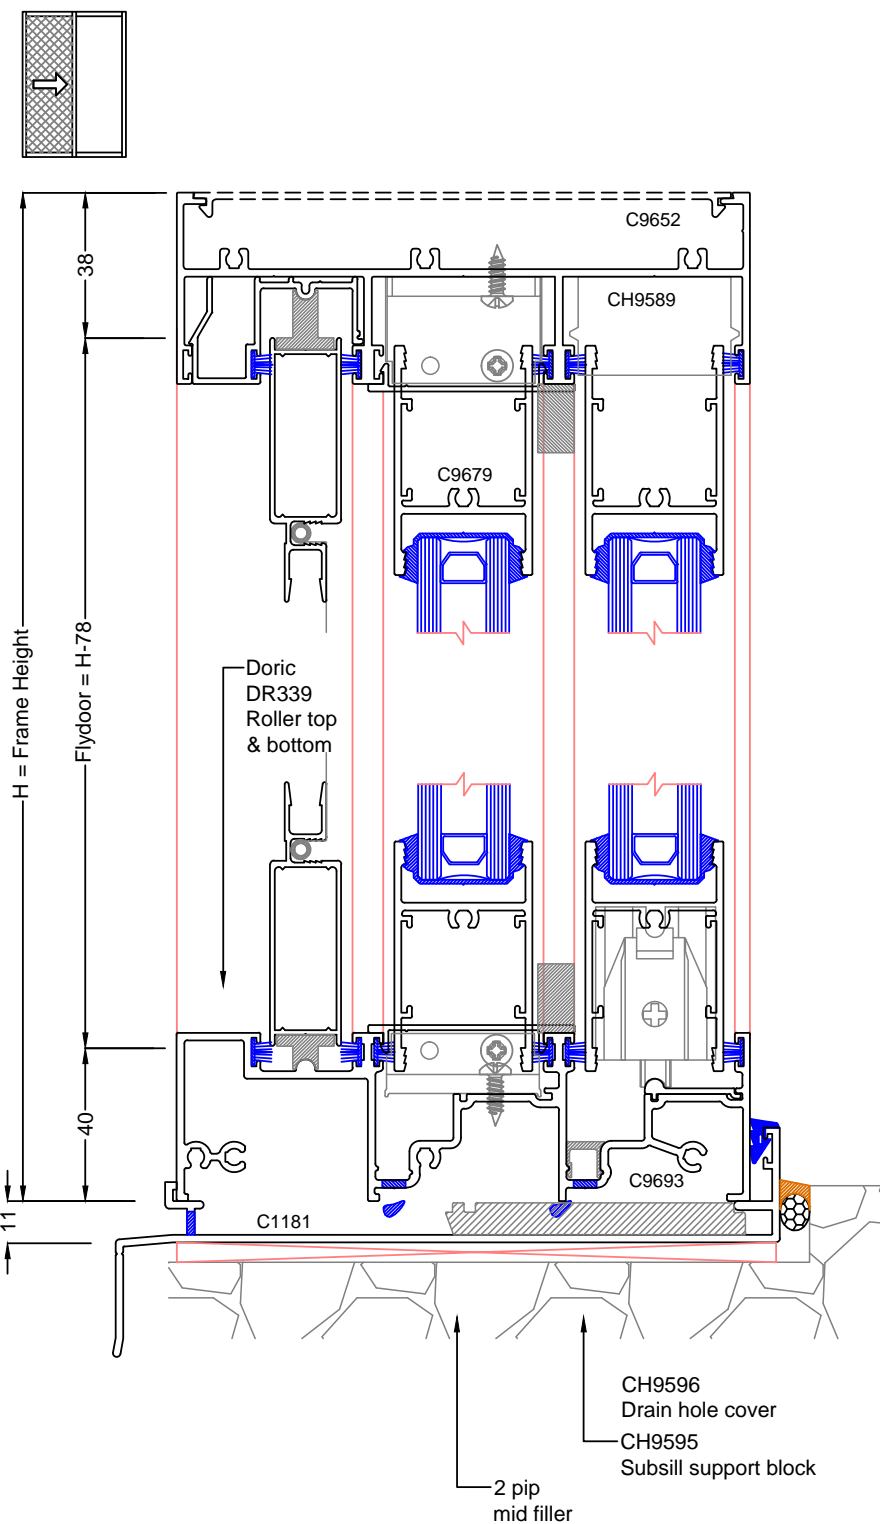 C9652
38
CH9589
C9679
H = Frame Height
Flydoor = H-78
Doric
DR339
Roller top
& bottom
40
C9693
11
C1181
CH9596
Drain hole cover
CH9595
Subsill support block
2 pip
mid filler